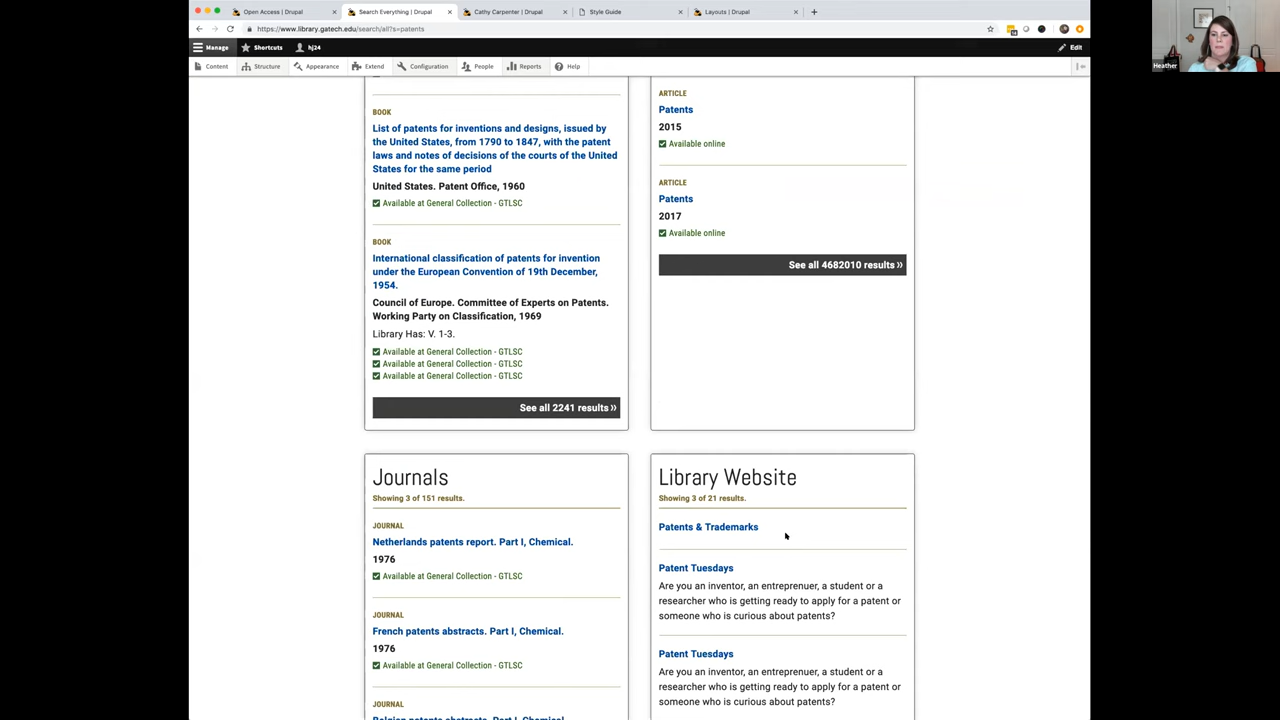 Open Access | Drupal
Search Everything | Drupal
Cathy Carpenter | Drupal
Style Guide
Layouts | Drupal
https://www.library.gatech.edu/search/all?s=patents
Manage
Shortcuts
hj24
Edit
Content
Structure
Appearance
Extend
Configuration
People
Reports
Help
BOOK
List of patents for inventions and designs, issued by
the United States, from 1790 to 1847, with the patent
laws and notes of decisions of the courts of the United
States for the same period
United States. Patent Office, 1960
Available at General Collection - GTLSC
BOOK
International classification of patents for invention
under the European Convention of 19th December,
1954.
Council of Europe. Committee of Experts on Patents.
Working Party on Classification, 1969
Library Has: V. 1-3.
Available at General Collection - GTLSC
Available at General Collection - GTLSC
Available at General Collection - GTLSC
See all 2241 results »
ARTICLE
Patents
2015
Available online
ARTICLE
Patents
2017
Available online
See all 4682010 results »
Journals
Showing 3 of 151 results.
JOURNAL
Netherlands patents report. Part I, Chemical.
1976
Available at General Collection - GTLSC
JOURNAL
French patents abstracts. Part I, Chemical.
1976
Available at General Collection - GTLSC
JOURNAL
Belgian patents abstracts. Part I, Chemical
Library Website
Showing 3 of 21 results.
Patents & Trademarks
Patent Tuesdays
Are you an inventor, an entreprenuer, a student or a
researcher who is getting ready to apply for a patent or
someone who is curious about patents?
Patent Tuesdays
Are you an inventor, an entreprenuer, a student or a
researcher who is getting ready to apply for a patent or
someone who is curious about patents?
Heather